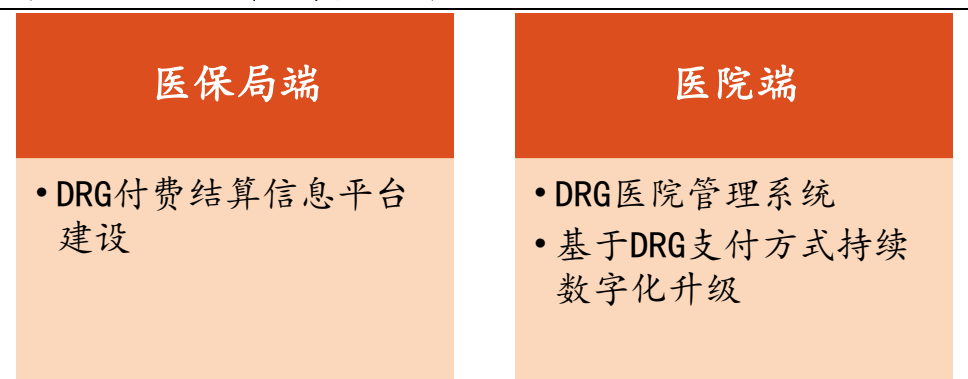 医保局端
• DRG付费结算信息平台
建设
医院端
• DRG医院管理系统
• 基于DRG支付方式持续
数字化升级